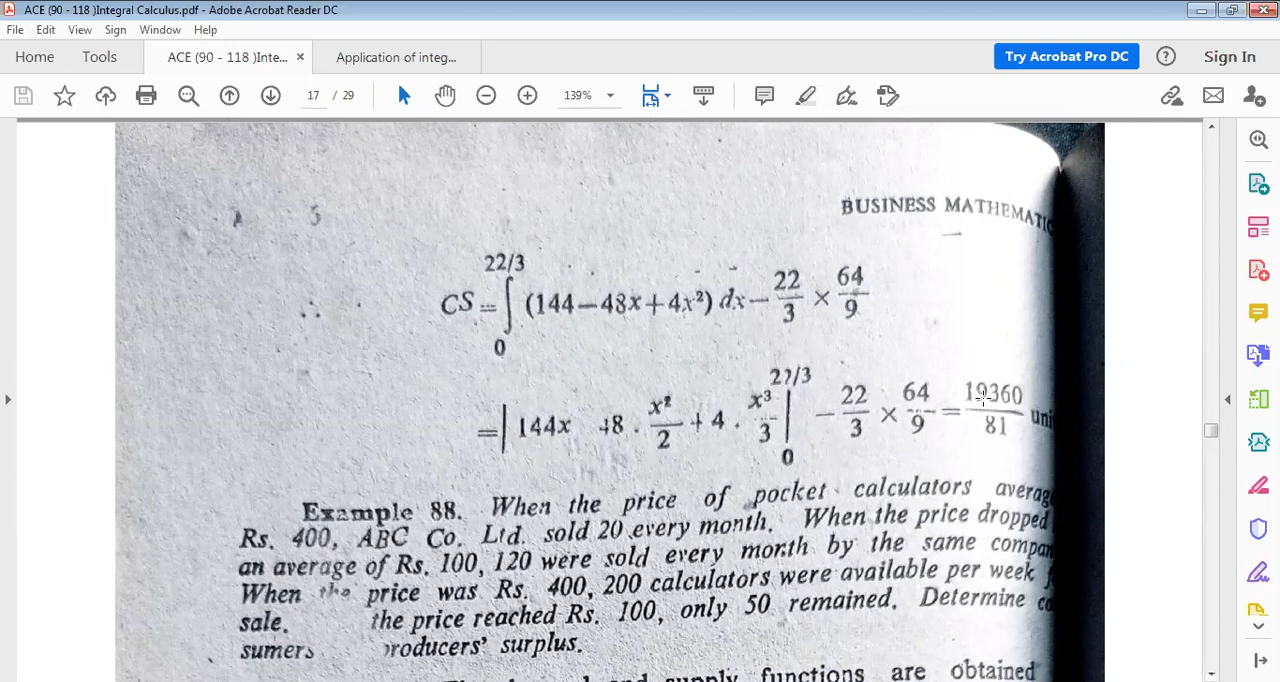 ACE (90 - 118 )Integral Calculus.pdf - Adobe Acrobat Reader DC
File Edit View Sign Window Help
Home Tools ACE (90 - 118 )Inte... × Application of integ... Try Acrobat Pro DC Sign In
17 / 29 139%
BUSINESS MATHEMATIC
∴ CS = ∫₀^{22/3} (144−48x+4x²) dx − 22/3 × 64/9
= | 144x 48 . x²/2 + 4 . x³/3 |₀^{22/3} − 22/3 × 64/9 = 19360/81 uni
Example 88. When the price of pocket calculators averag
Rs. 400, ABC Co. Ltd. sold 20 every month. When the price dropped
an average of Rs. 100, 120 were sold every month by the same compan
When the price was Rs. 400, 200 calculators were available per week
sale. the price reached Rs. 100, only 50 remained. Determine co
sumers roducers' surplus.
supply functions are obtained